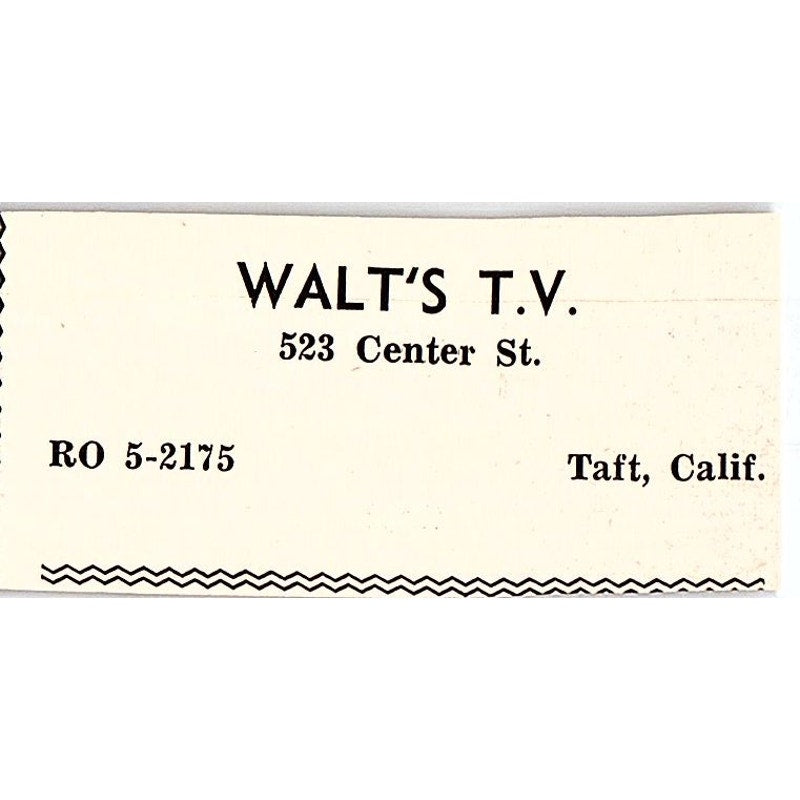 WALT'S T.V.
523 Center St.
RO 5-2175
Taft, Calif.